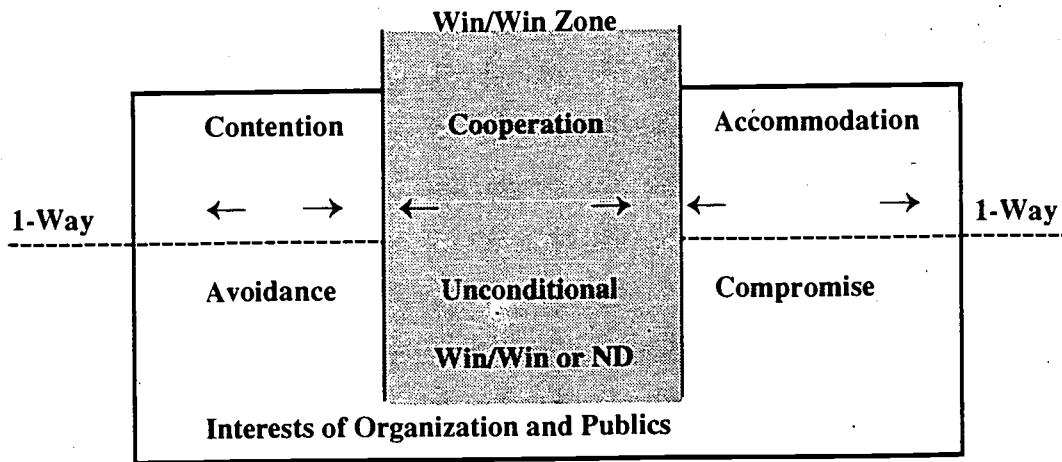 Win/Win Zone
Contention Cooperation Accommodation
1-Way ← → ← → ← → 1-Way
Avoidance Unconditional Compromise
Win/Win or ND
Interests of Organization and Publics